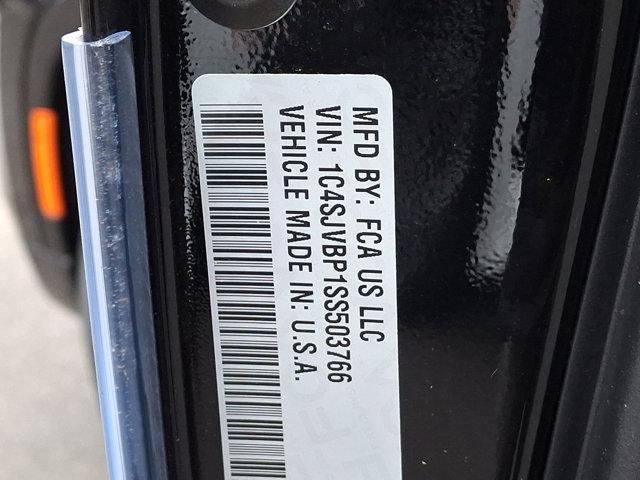 MFD BY: FCA US LLC
VIN: 1C4SJVBP1SS503766
VEHICLE MADE IN: U.S.A.